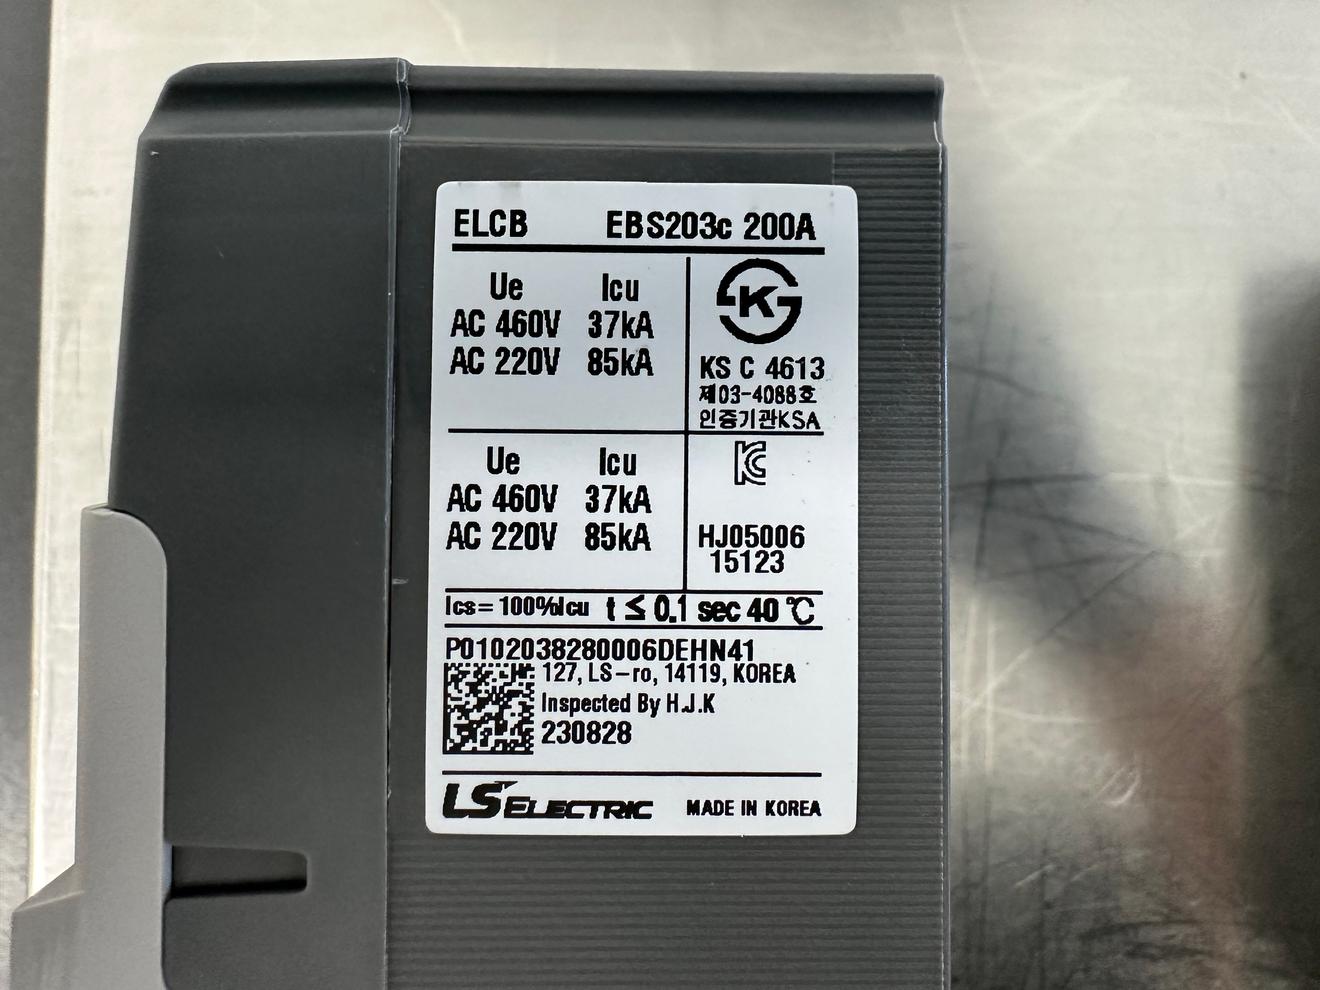 ELCB EBS203c 200A
Ue Icu
AC 460V 37kA
AC 220V 85kA
K
KS C 4613
제03-4088호
인증기관KSA
Ue Icu
AC 460V 37kA
AC 220V 85kA
KC
HJ05006
15123
Ics=100%Icu t ≤ 0.1 sec 40 ℃
P0102038280006DEHN41
127, LS-ro, 14119, KOREA
Inspected By H.J.K
230828
LS ELECTRIC MADE IN KOREA